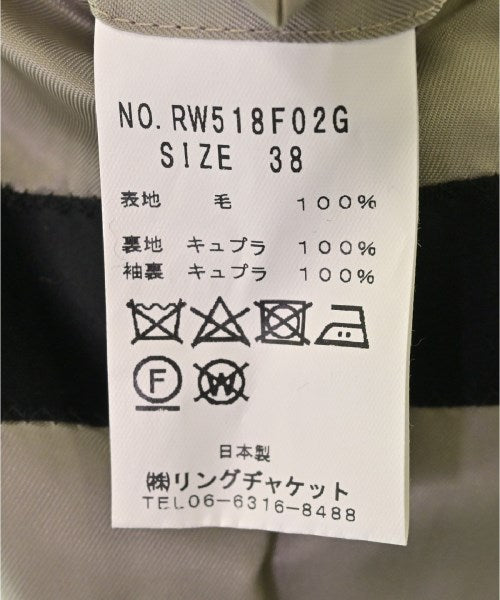 NO. RW518F02G
SIZE 38
表地 毛 100%
裏地 キュプラ 100%
袖裏 キュプラ 100%
F W
日本製
㈱リングヂャケット
TEL06-6316-8488